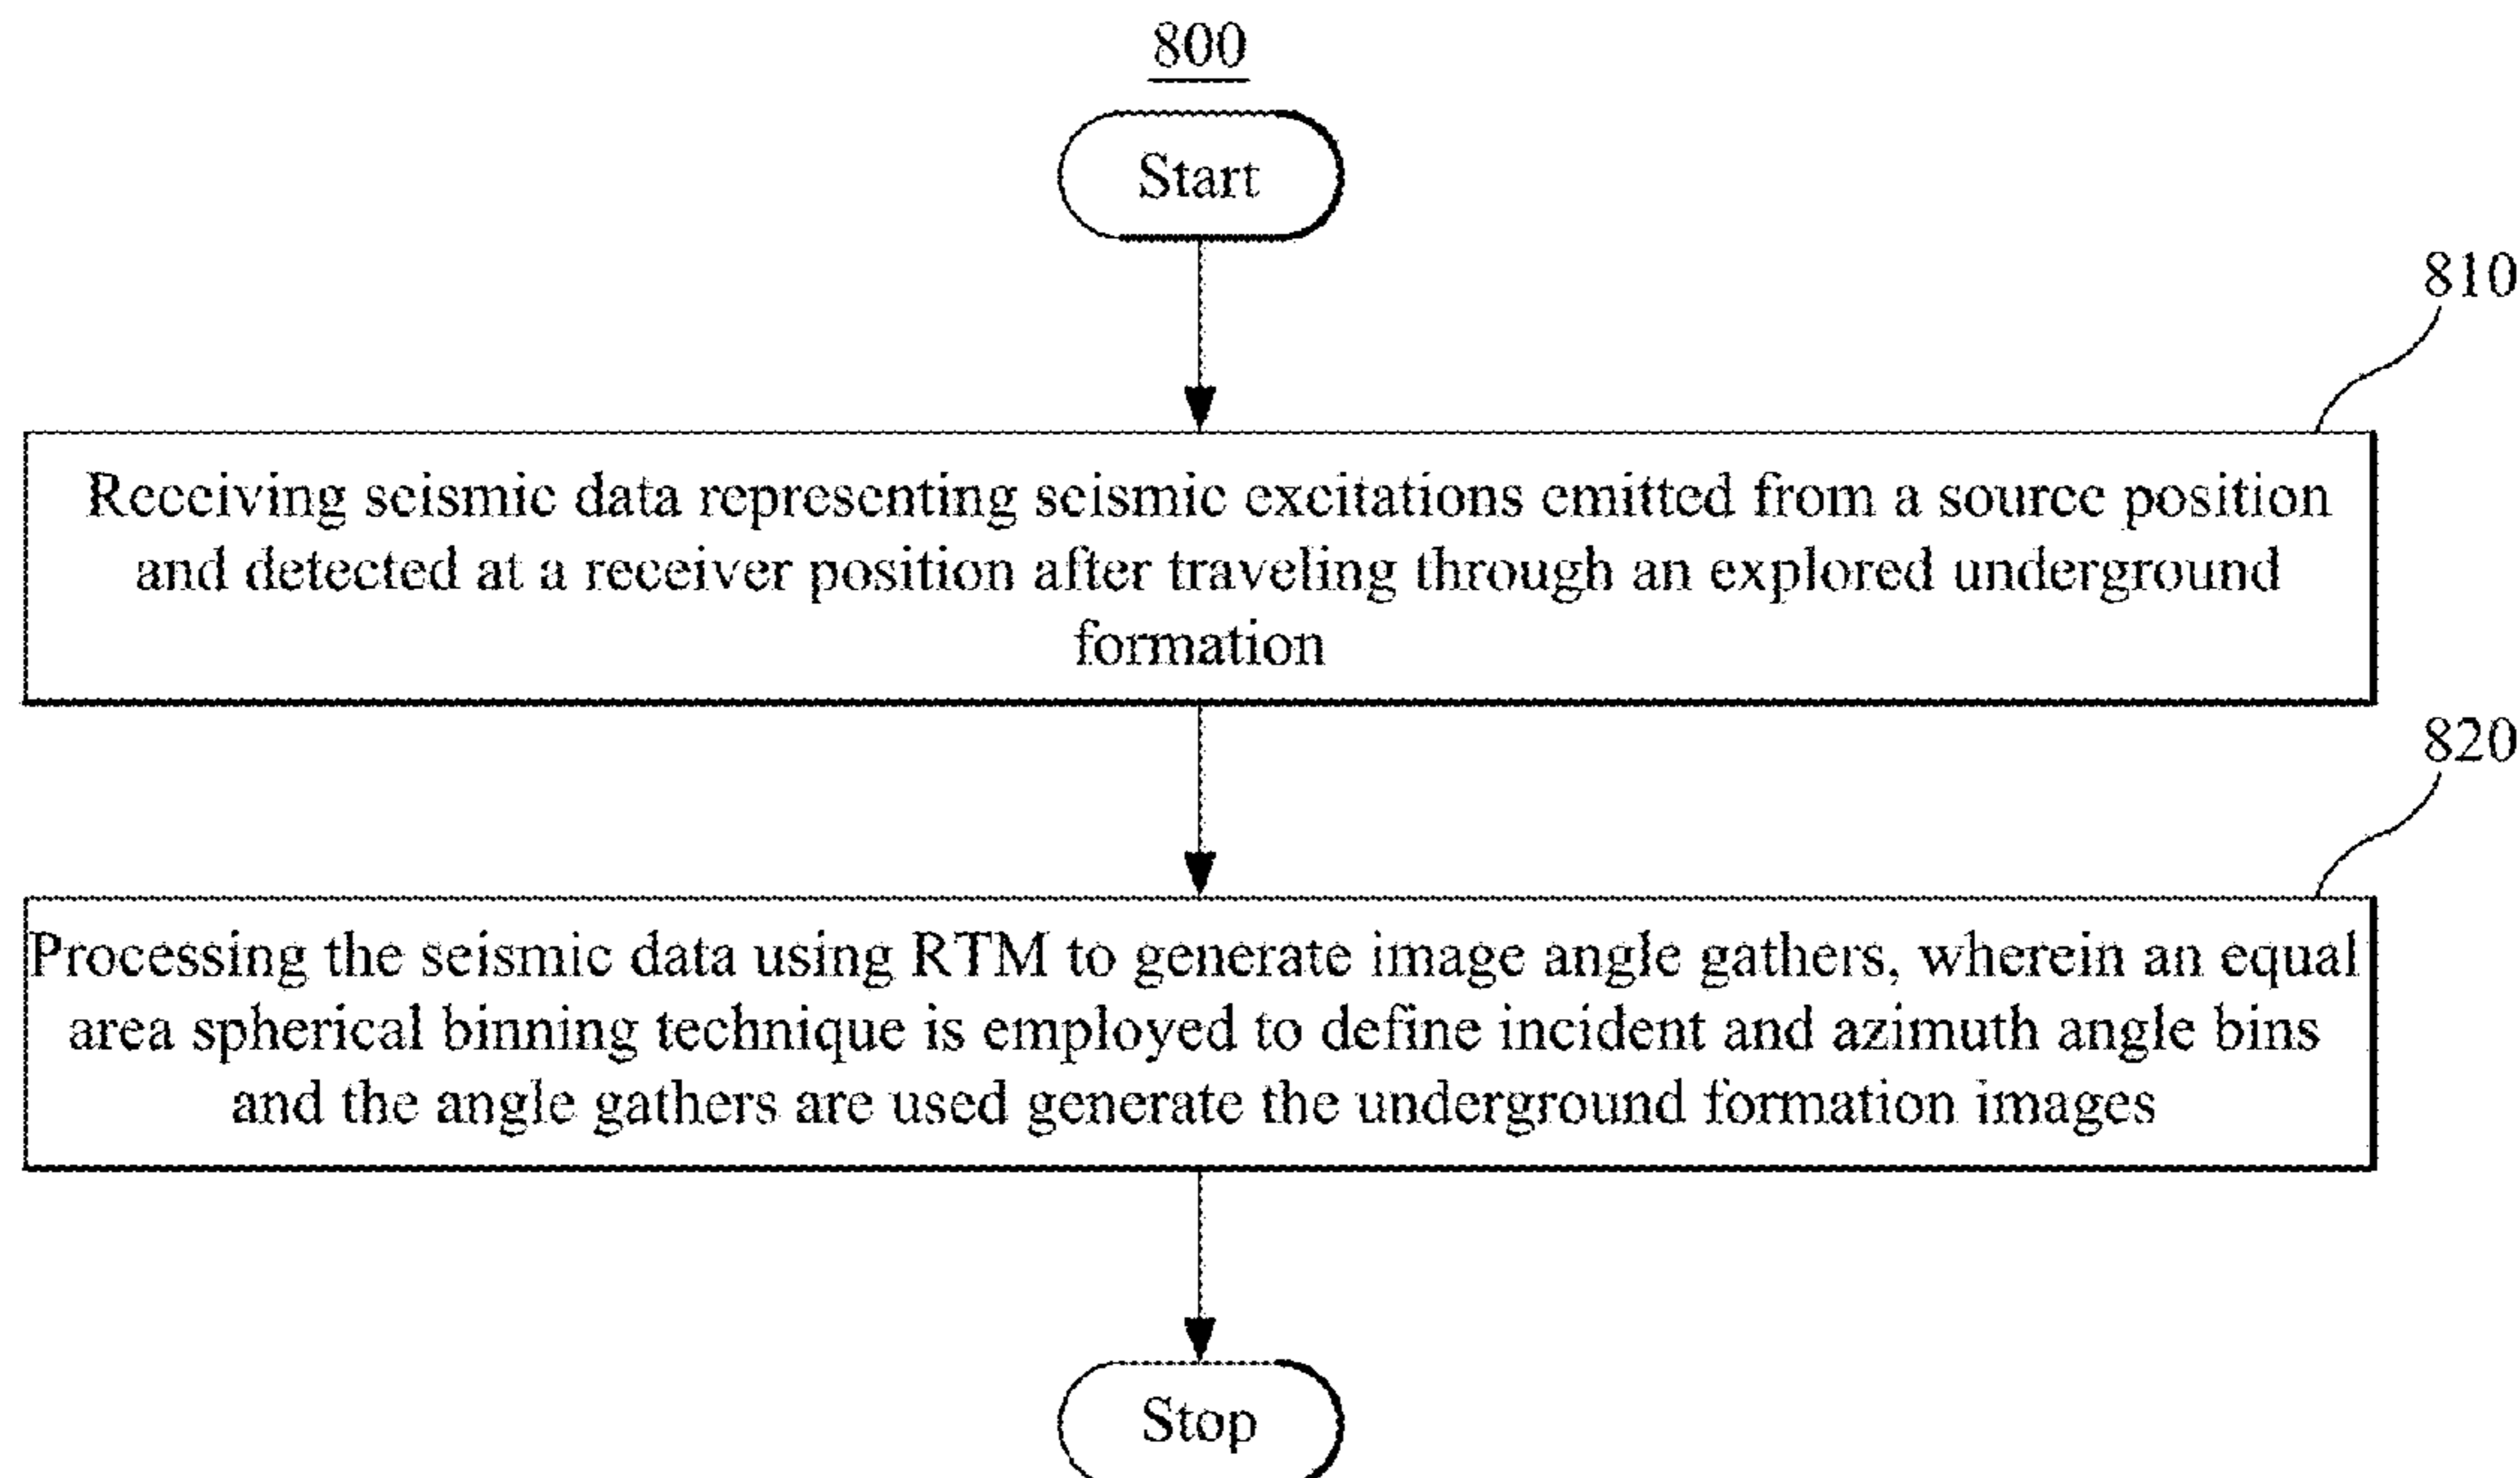 800
Start
810
Receiving seismic data representing seismic excitations emitted from a source position
and detected at a receiver position after traveling through an explored underground
formation
820
Processing the seismic data using RTM to generate image angle gathers, wherein an equal
area spherical binning technique is employed to define incident and azimuth angle bins
and the angle gathers are used generate the underground formation images
Stop